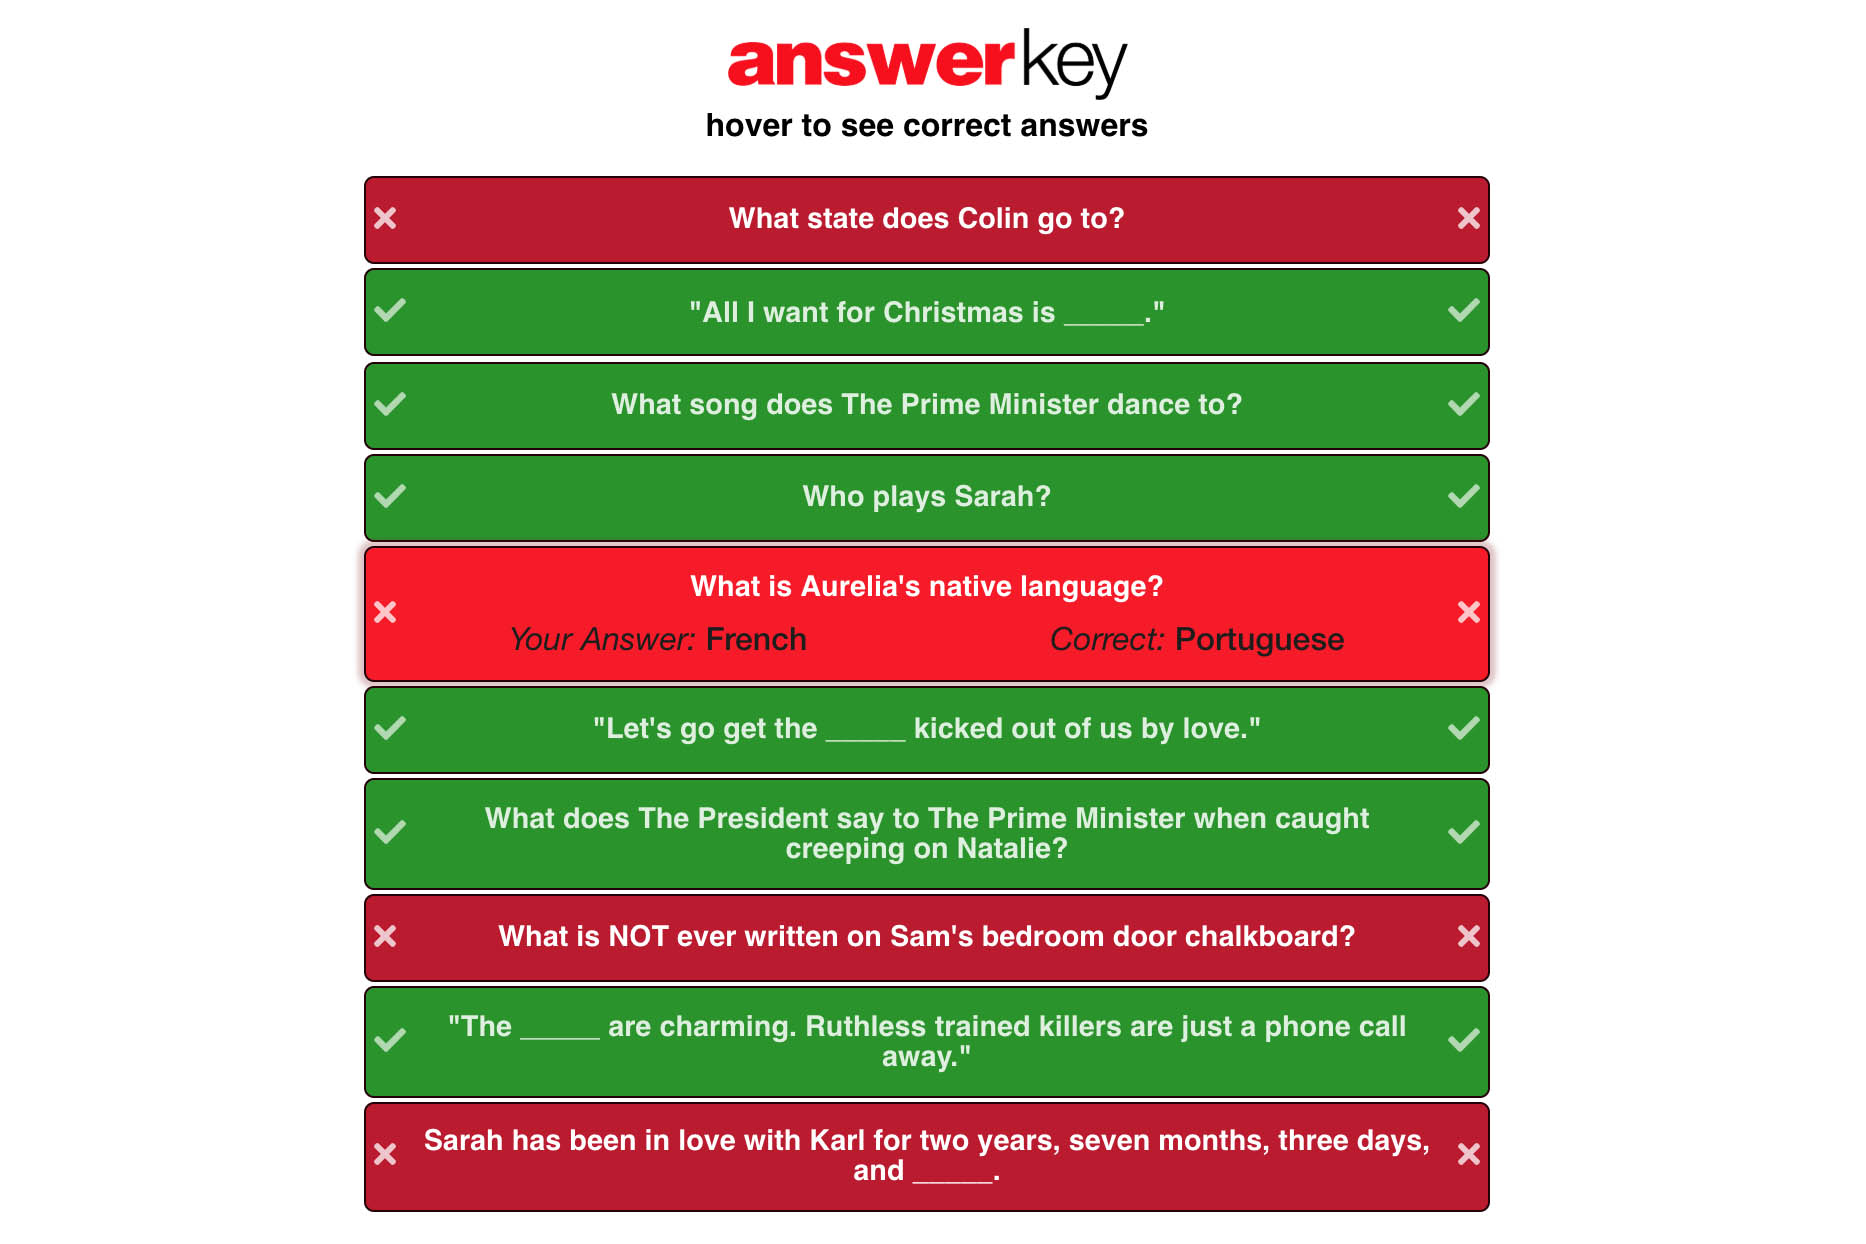 answerkey
hover to see correct answers
What state does Colin go to?
"All I want for Christmas is _____."
What song does The Prime Minister dance to?
Who plays Sarah?
What is Aurelia's native language?
Your Answer: French Correct: Portuguese
"Let's go get the _____ kicked out of us by love."
What does The President say to The Prime Minister when caught
creeping on Natalie?
What is NOT ever written on Sam's bedroom door chalkboard?
"The _____ are charming. Ruthless trained killers are just a phone call
away."
Sarah has been in love with Karl for two years, seven months, three days,
and _____.